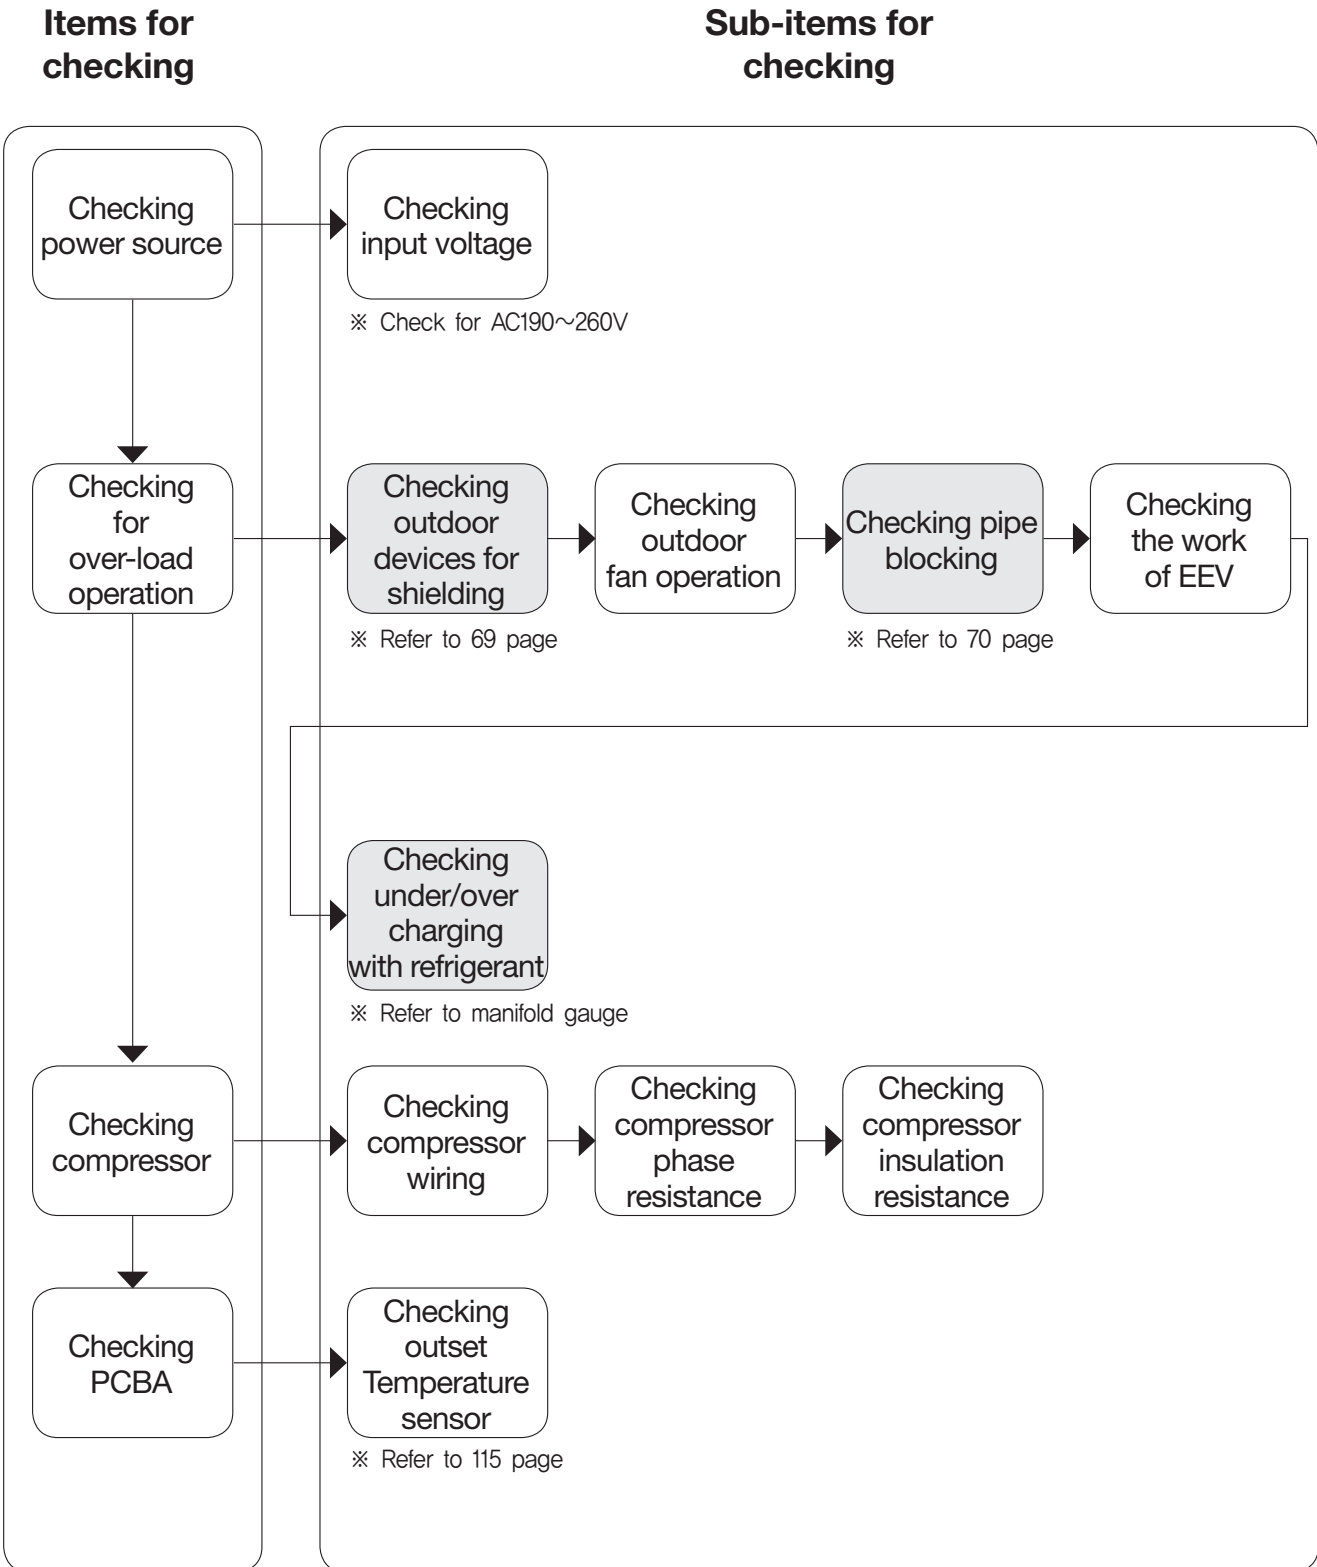 Items for
checking
Sub-items for
checking
Checking
power source
Checking
input voltage
※ Check for AC190～260V
Checking
for
over-load
operation
Checking
outdoor
devices for
shielding
※ Refer to 69 page
Checking
outdoor
fan operation
Checking pipe
blocking
※ Refer to 70 page
Checking
the work
of EEV
Checking
under/over
charging
with refrigerant
※ Refer to manifold gauge
Checking
compressor
Checking
compressor
wiring
Checking
compressor
phase
resistance
Checking
compressor
insulation
resistance
Checking
PCBA
Checking
outset
Temperature
sensor
※ Refer to 115 page